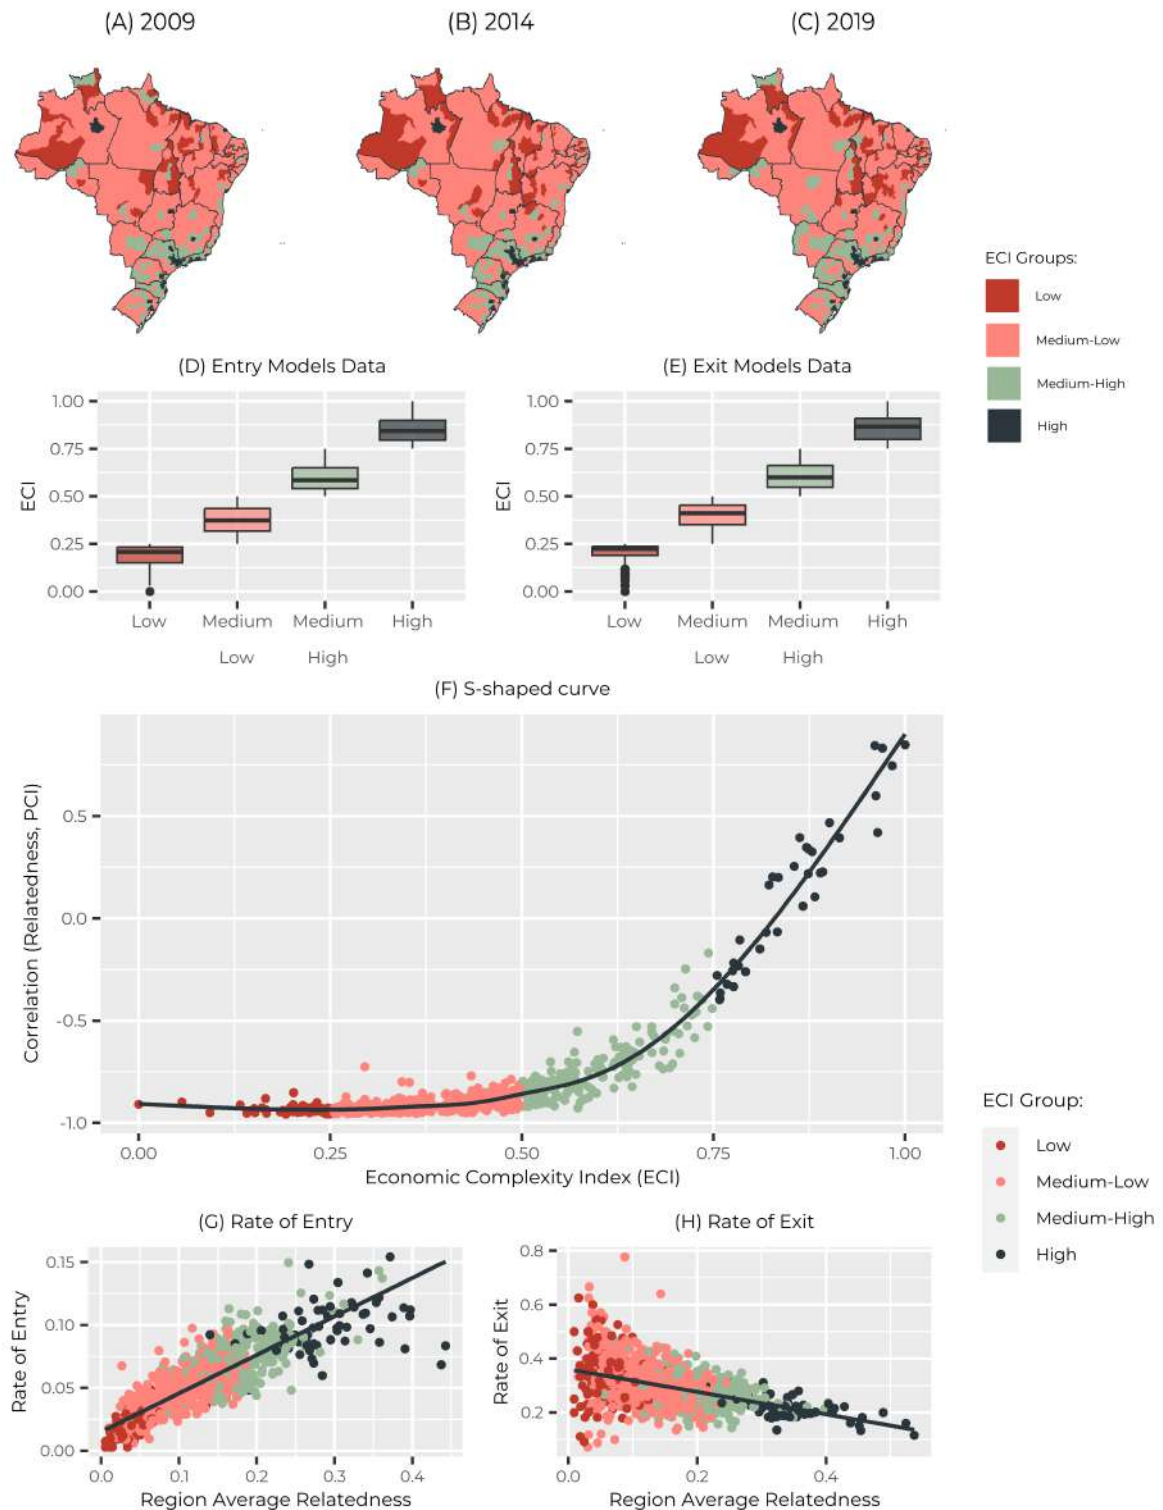 (A) 2009
(B) 2014
(C) 2019
ECI Groups:
Low
Medium-Low
Medium-High
High
(D) Entry Models Data
ECI
1.00
0.75
0.50
0.25
0.00
Low
Medium
Medium
High
Low
High
(E) Exit Models Data
ECI
1.00
0.75
0.50
0.25
0.00
Low
Medium
Medium
High
Low
High
(F) S-shaped curve
Correlation (Relatedness, PCI)
0.5
0.0
-0.5
-1.0
0.00
0.25
0.50
0.75
1.00
Economic Complexity Index (ECI)
ECI Group:
Low
Medium-Low
Medium-High
High
(G) Rate of Entry
Rate of Entry
0.15
0.10
0.05
0.00
0.0
0.1
0.2
0.3
0.4
Region Average Relatedness
(H) Rate of Exit
Rate of Exit
0.8
0.6
0.4
0.2
0.0
0.2
0.4
Region Average Relatedness